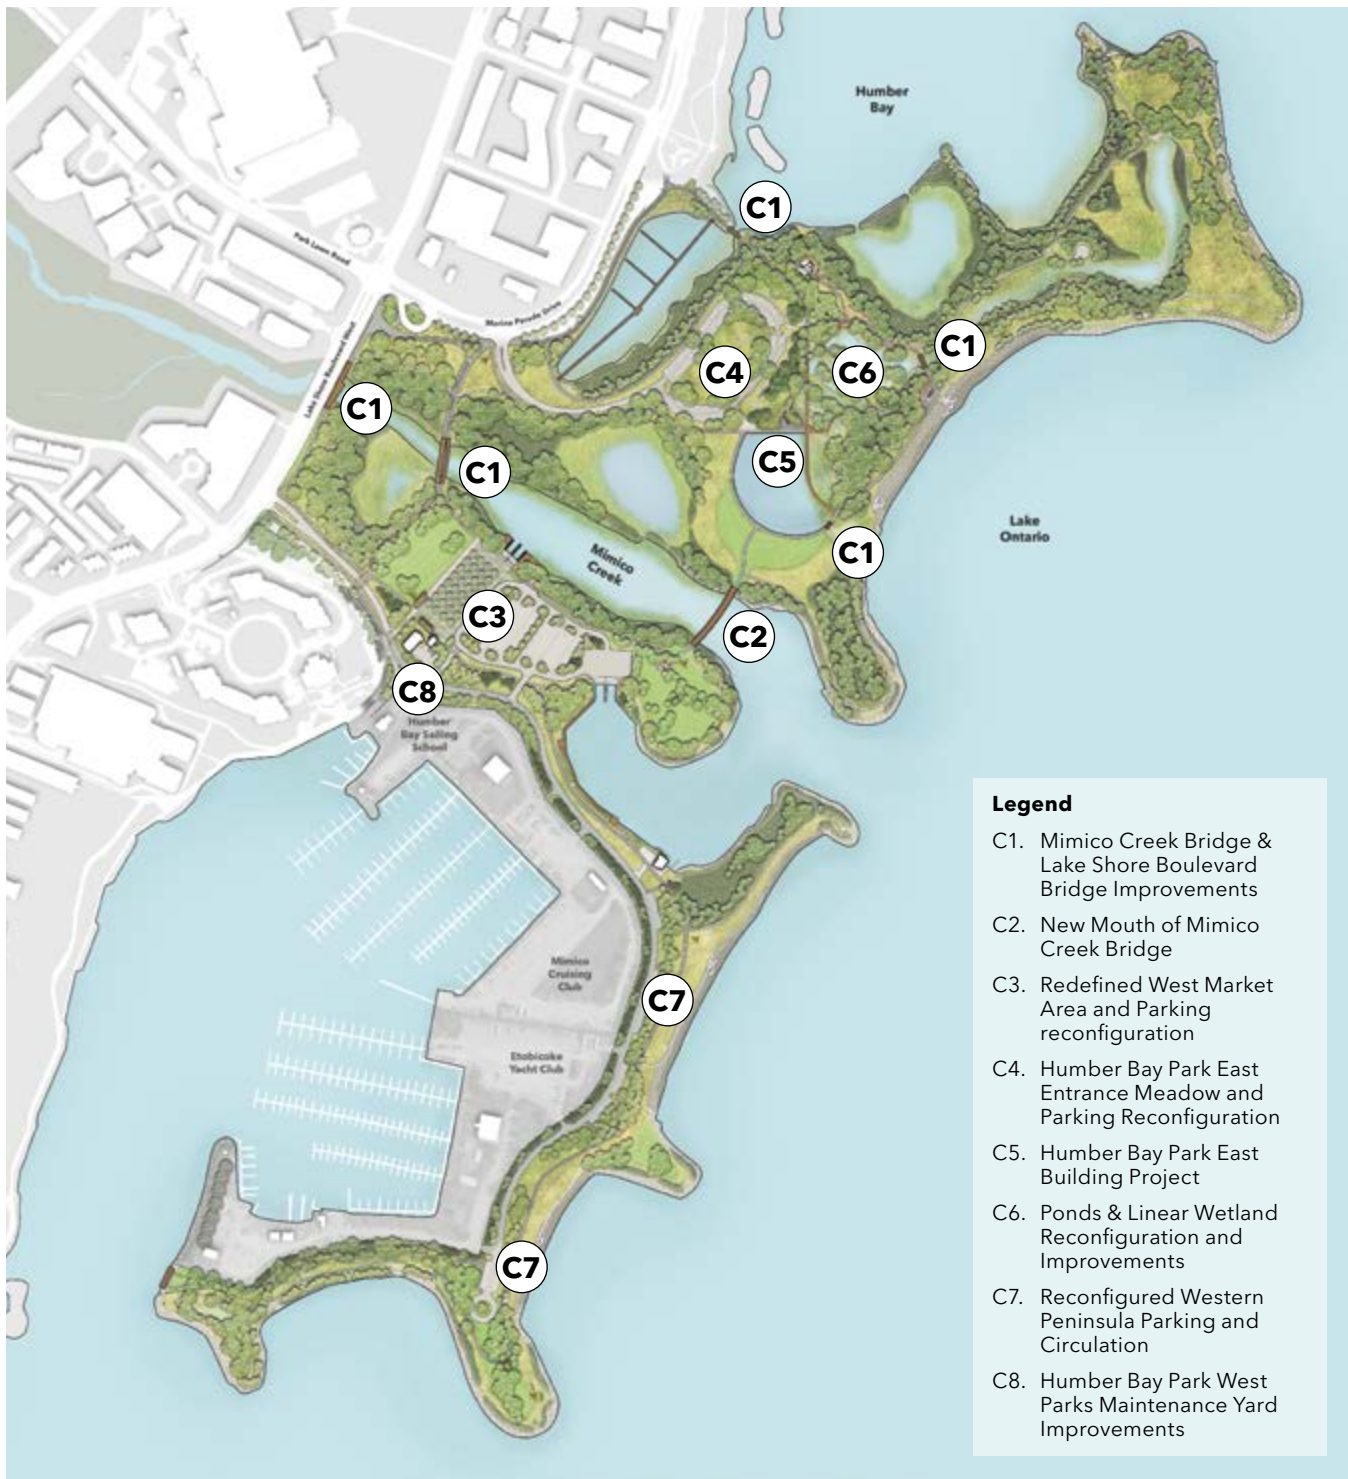 Humber
Bay
C1
Park Lawn Road
Marine Parade Drive
Lake Shore Boulevard West
C1
C4
C6
C1
C1
C5
Lake
Ontario
C1
Mimico
Creek
C3
C2
C8
Humber
Bay Sailing
School
Mimico
Cruising
Club
C7
Etobicoke
Yacht Club
C7
Legend
C1. Mimico Creek Bridge &
Lake Shore Boulevard
Bridge Improvements
C2. New Mouth of Mimico
Creek Bridge
C3. Redefined West Market
Area and Parking
reconfiguration
C4. Humber Bay Park East
Entrance Meadow and
Parking Reconfiguration
C5. Humber Bay Park East
Building Project
C6. Ponds & Linear Wetland
Reconfiguration and
Improvements
C7. Reconfigured Western
Peninsula Parking and
Circulation
C8. Humber Bay Park West
Parks Maintenance Yard
Improvements